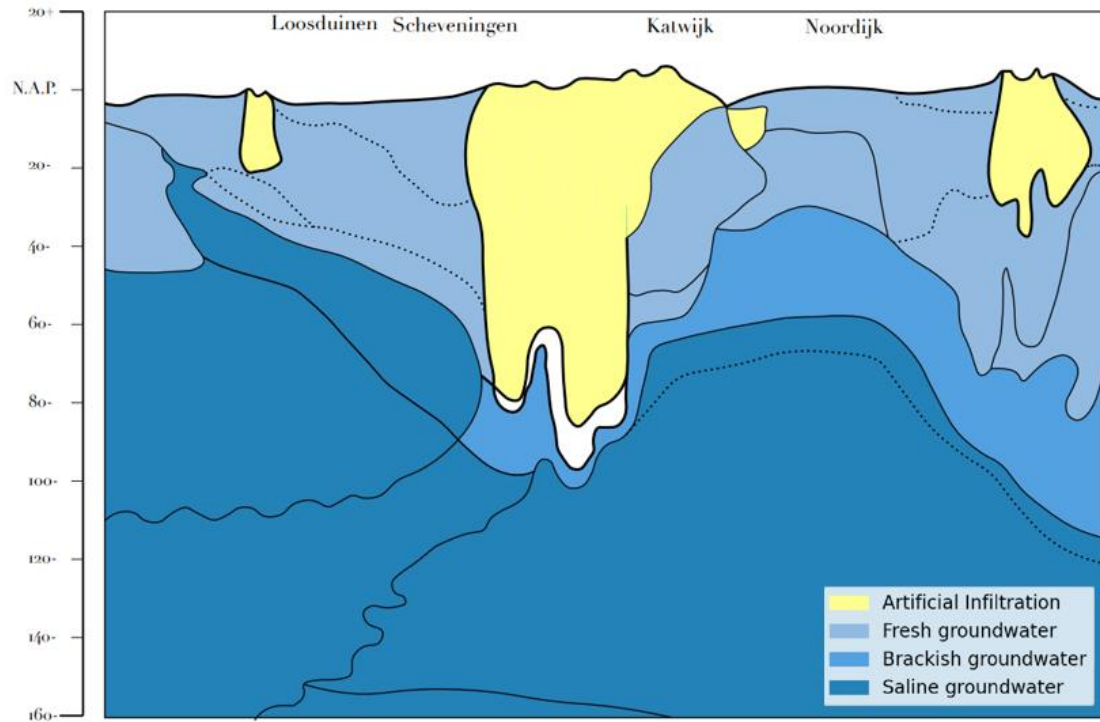 20+
Loosduinen Scheveningen Katwijk Noordijk
N.A.P.
20-
40-
60-
80-
100-
120-
140-
160-
Artificial Infiltration
Fresh groundwater
Brackish groundwater
Saline groundwater